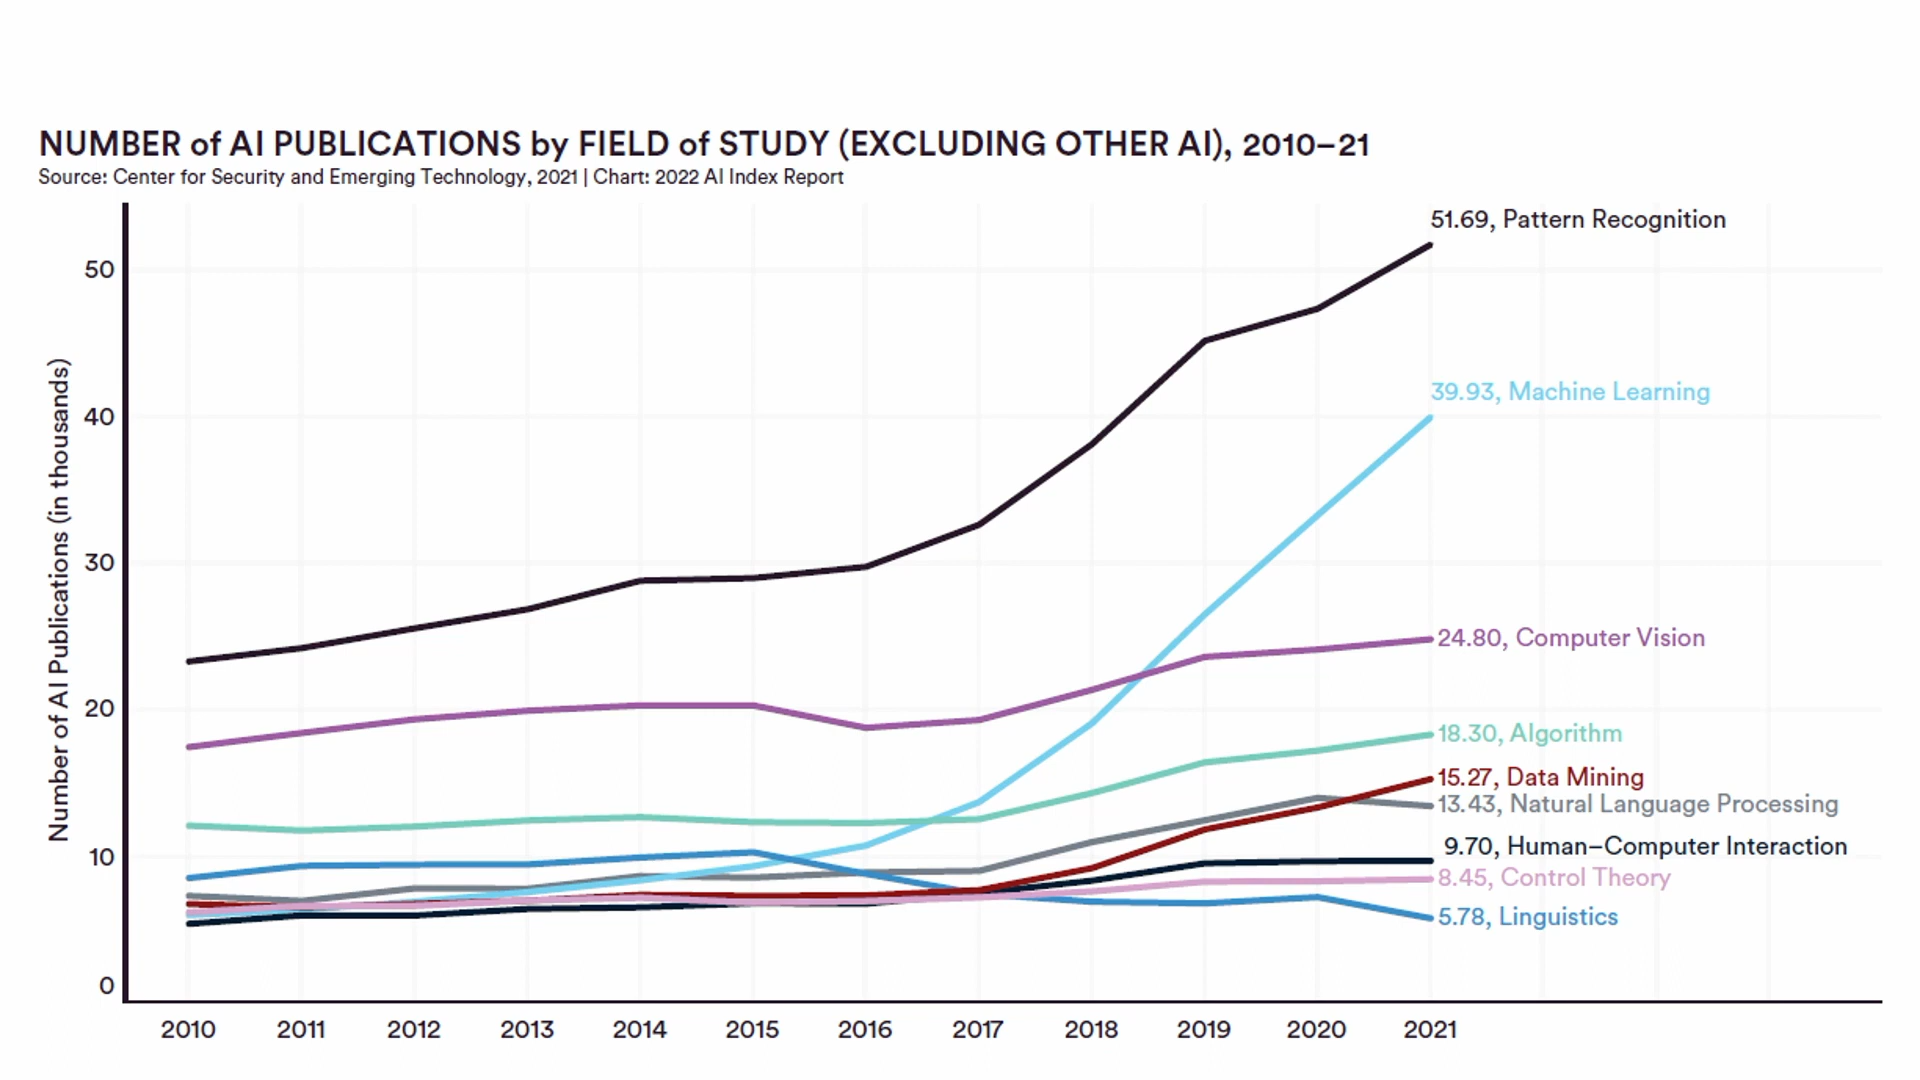 NUMBER of AI PUBLICATIONS by FIELD of STUDY (EXCLUDING OTHER AI), 2010–21
Source: Center for Security and Emerging Technology, 2021 | Chart: 2022 AI Index Report
Number of AI Publications (in thousands)
50
40
30
20
10
0
51.69, Pattern Recognition
39.93, Machine Learning
24.80, Computer Vision
18.30, Algorithm
15.27, Data Mining
13.43, Natural Language Processing
9.70, Human–Computer Interaction
8.45, Control Theory
5.78, Linguistics
2010 2011 2012 2013 2014 2015 2016 2017 2018 2019 2020 2021